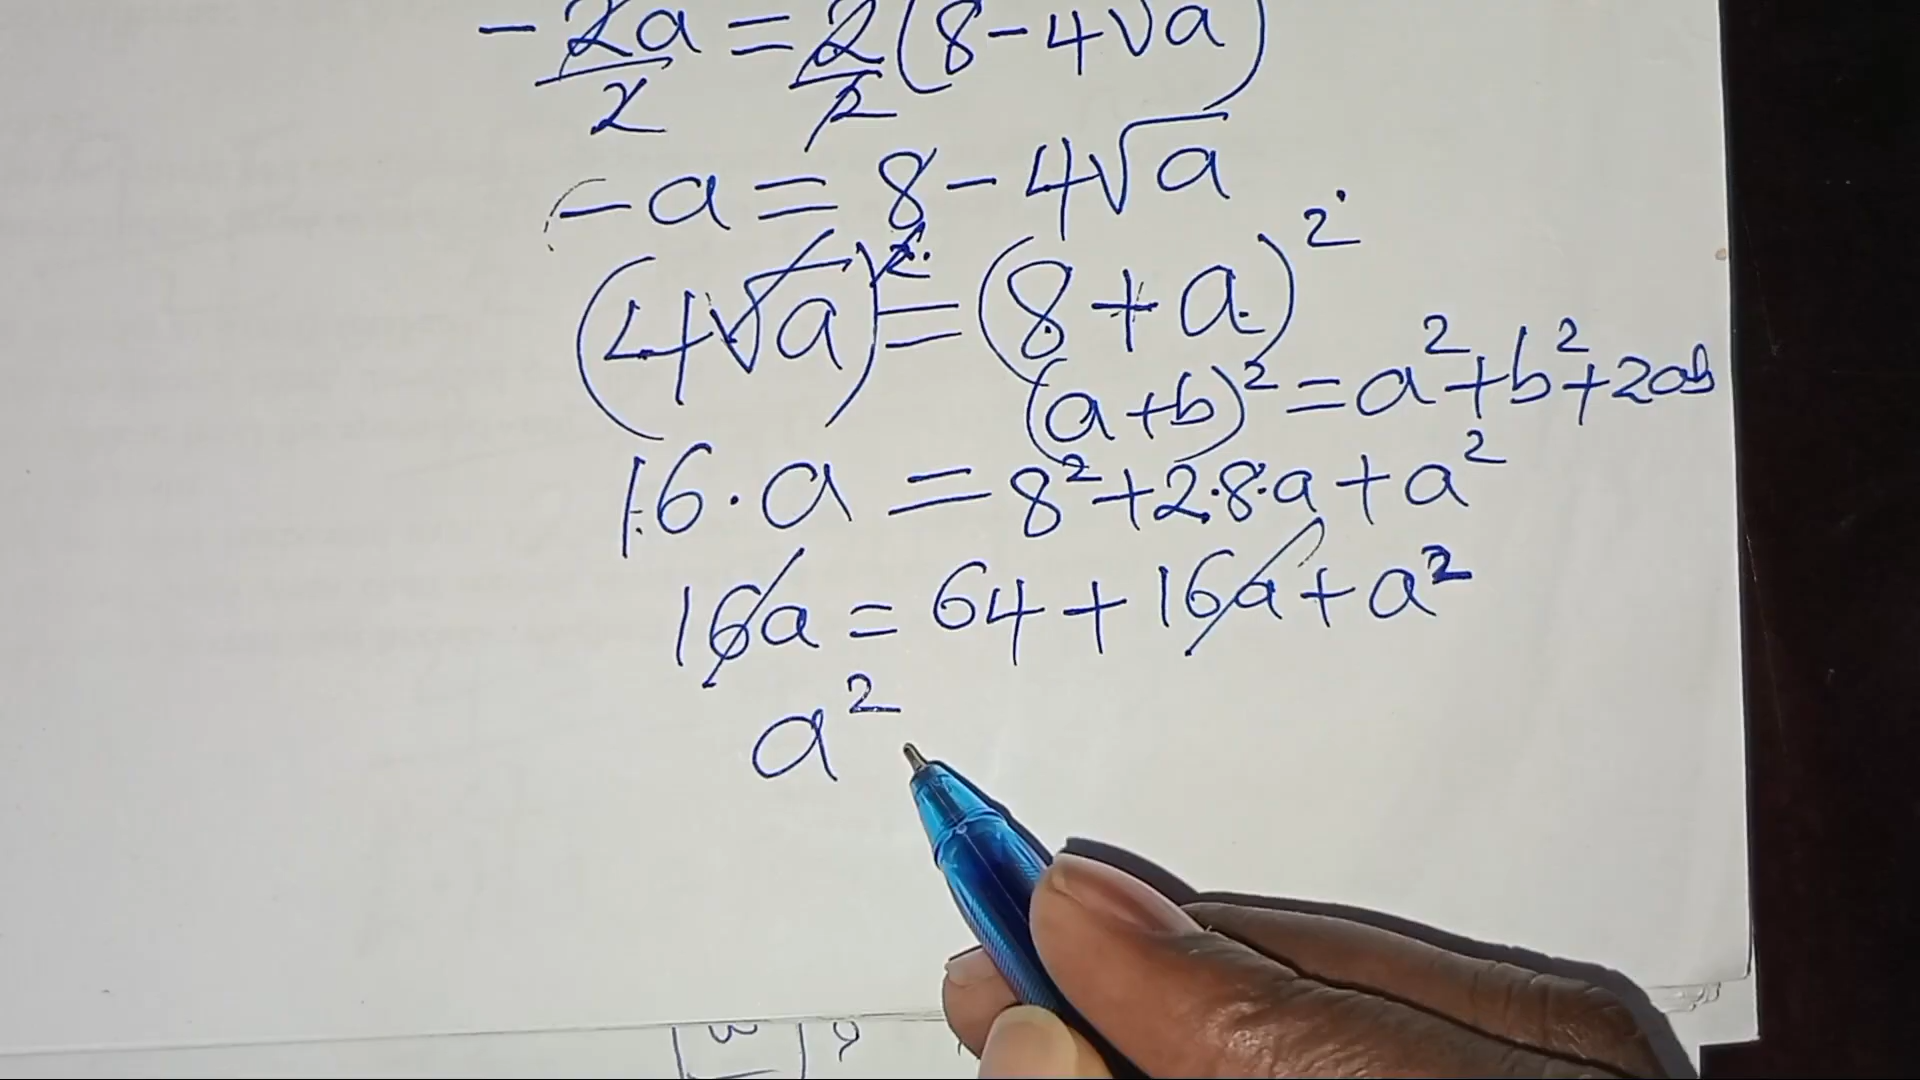 -2a/2 = 2/2(8-4√a)
-a = 8-4√a
(4√a)² = (8+a)²
(a+b)² = a²+b²+2ab
16·a = 8²+2·8·a+a²
16a = 64+16a+a²
a²